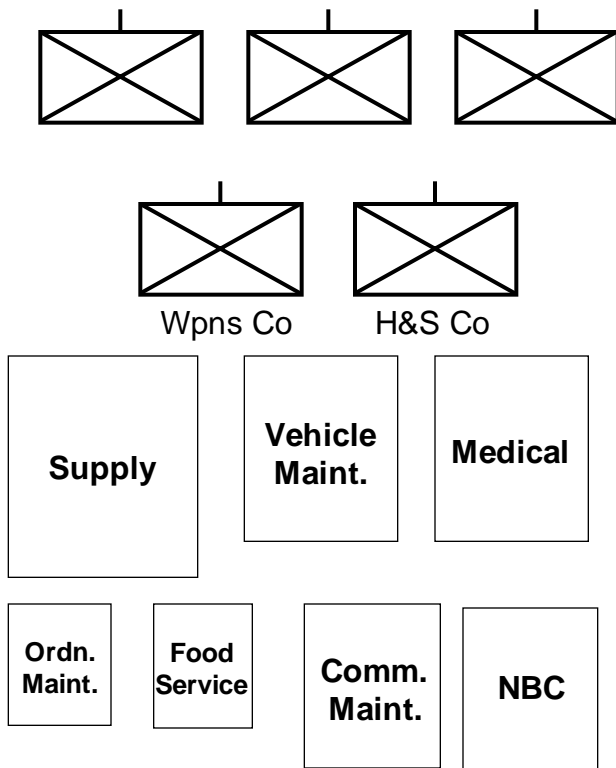 Wpns Co
H&S Co
Supply
Vehicle
Maint.
Medical
Ordn.
Maint.
Food
Service
Comm.
Maint.
NBC